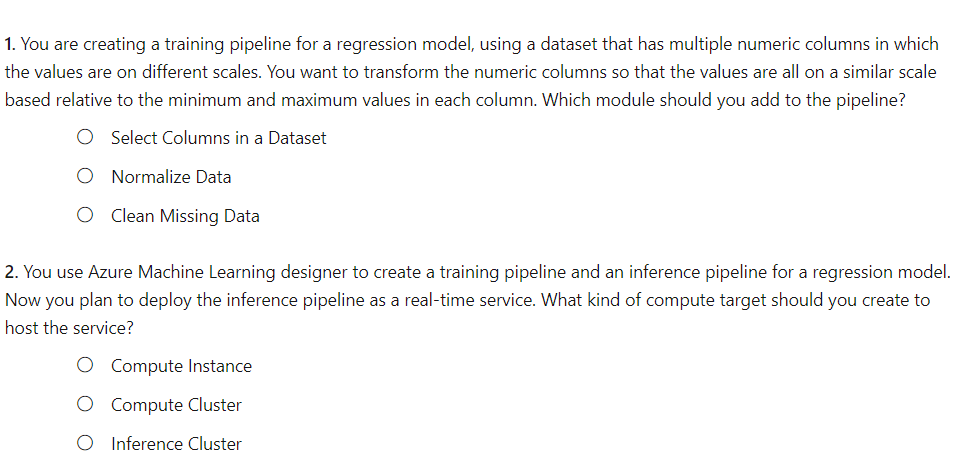 1. You are creating a training pipeline for a regression model, using a dataset that has multiple numeric columns in which
the values are on different scales. You want to transform the numeric columns so that the values are all on a similar scale
based relative to the minimum and maximum values in each column. Which module should you add to the pipeline?
Select Columns in a Dataset
Normalize Data
Clean Missing Data
2. You use Azure Machine Learning designer to create a training pipeline and an inference pipeline for a regression model.
Now you plan to deploy the inference pipeline as a real-time service. What kind of compute target should you create to
host the service?
Compute Instance
Compute Cluster
Inference Cluster